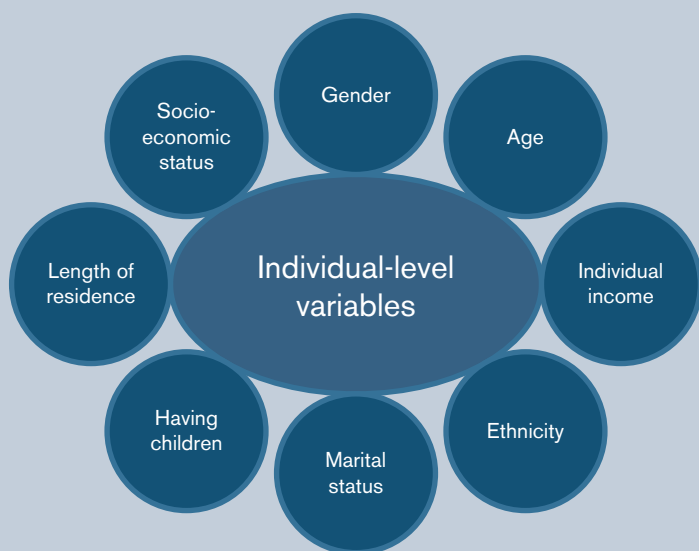 Gender
Socio-
economic
status
Age
Length of
residence
Individual-level
variables
Individual
income
Having
children
Marital
status
Ethnicity